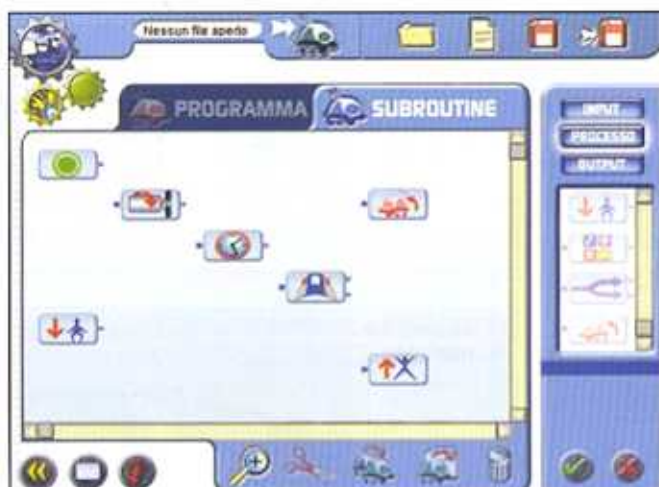 Nessun file aperto
PROGRAMMA
SUBROUTINE
INPUT
PROCESSO
OUTPUT